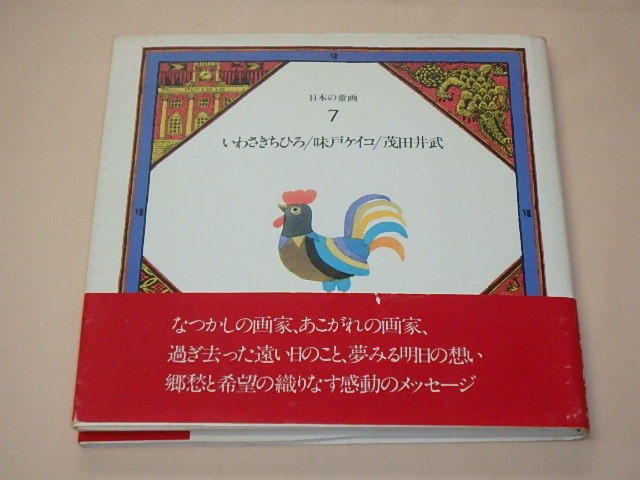 VII
日本の童画
7
いわさきちひろ/味戸ケイコ/茂田井武
VII
VII
なつかしの画家、あこがれの画家、
過ぎ去った遠い日のこと、夢みる明日の想い
郷愁と希望の織りなす感動のメッセージ